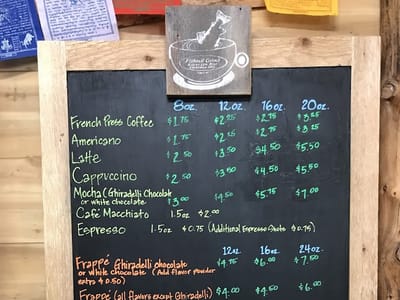 8oz. 12oz. 16oz. 20oz.
French Press Coffee $1.75 $2.25 $2.75 $3.25
Americano $1.75 $2.25 $2.75 $3.25
Latte $2.50 $3.50 $4.50 $5.50
Cappuccino $2.50 $3.50 $4.50 $5.50
Mocha (Ghiradelli Chocolate
or white chocolate $3.00 $4.50 $5.75 $7.00
Café Macchiato 1.5oz $2.00
Espresso 1.5oz $0.75 (Additional Espresso Shots $0.75)
12oz. 16oz. 24oz.
Frappé Ghiradelli chocolate $4.75 $6.00 $7.50
or white chocolate (Add flavor powder
extra $0.50)
Frappé (all flavors except Ghiradelli) $4.00 $4.50 $6.00